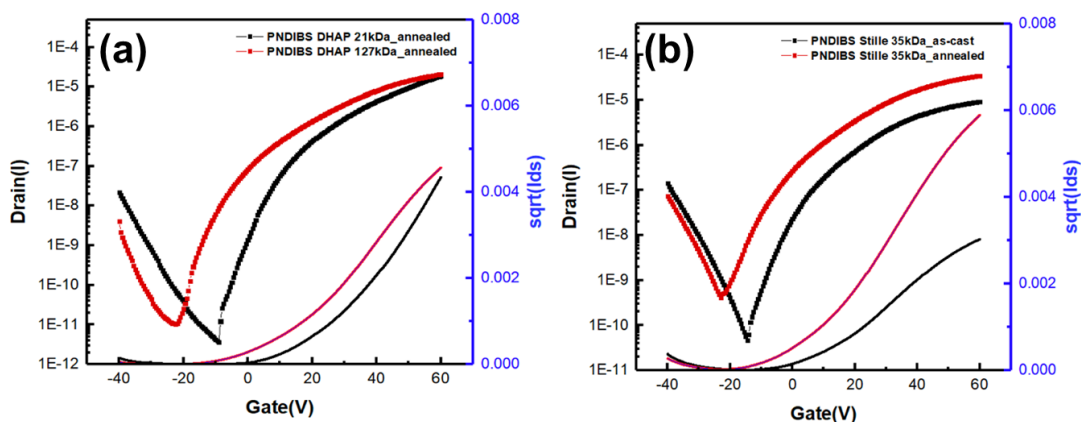 (a)
PNDIBS DHAP 21kDa_annealed
PNDIBS DHAP 127kDa_annealed
1E-4
1E-5
1E-6
1E-7
1E-8
1E-9
1E-10
1E-11
1E-12
Drain(I)
-40
-20
0
20
40
60
Gate(V)
0.008
0.006
0.004
0.002
0.000
sqrt(Ids)
(b)
PNDIBS Stille 35kDa_as-cast
PNDIBS Stille 35kDa_annealed
1E-4
1E-5
1E-6
1E-7
1E-8
1E-9
1E-10
1E-11
Drain(I)
-40
-20
0
20
40
60
Gate(V)
0.008
0.006
0.004
0.002
0.000
sqrt(Ids)